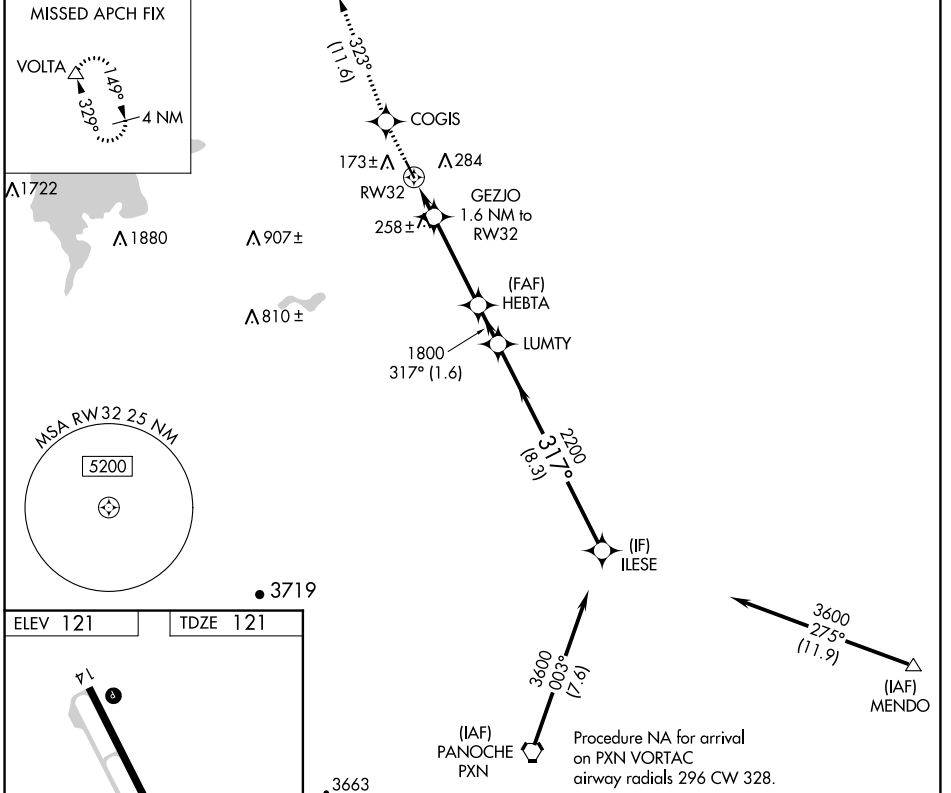 MISSED APCH FIX
VOLTA
149°
329°
4 NM
323°
(11.6)
COGIS
173±
284
RW32
GEZJO
1.6 NM to
RW32
258±
1722
1880
907±
810±
(FAF)
HEBTA
LUMTY
1800
317° (1.6)
2200
317°
(8.3)
MSA RW32 25 NM
5200
(IF)
ILESE
3719
ELEV 121
TDZE 121
14
P
3600
003°
(7.6)
3600
275°
(11.9)
(IAF)
MENDO
(IAF)
PANOCHE
PXN
Procedure NA for arrival
on PXN VORTAC
airway radials 296 CW 328.
3663